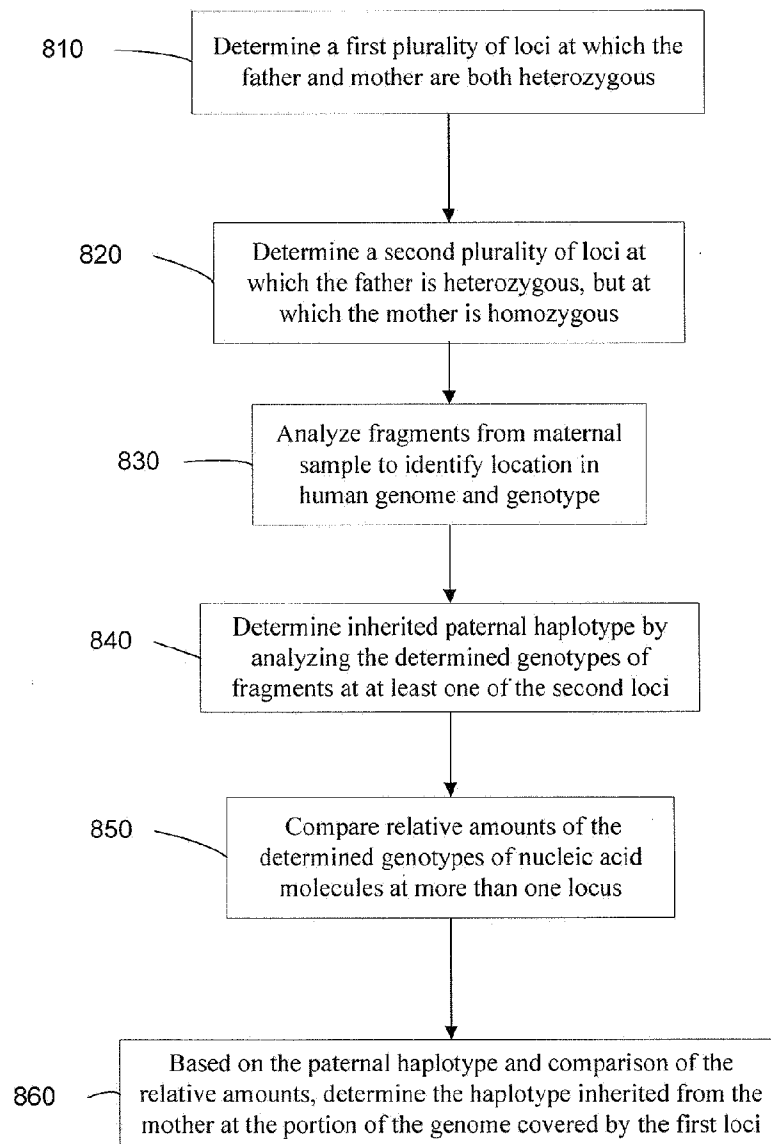 810
Determine a first plurality of loci at which the
father and mother are both heterozygous
820
Determine a second plurality of loci at
which the father is heterozygous, but at
which the mother is homozygous
830
Analyze fragments from maternal
sample to identify location in
human genome and genotype
840
Determine inherited paternal haplotype by
analyzing the determined genotypes of
fragments at at least one of the second loci
850
Compare relative amounts of the
determined genotypes of nucleic acid
molecules at more than one locus
860
Based on the paternal haplotype and comparison of the
relative amounts, determine the haplotype inherited from the
mother at the portion of the genome covered by the first loci